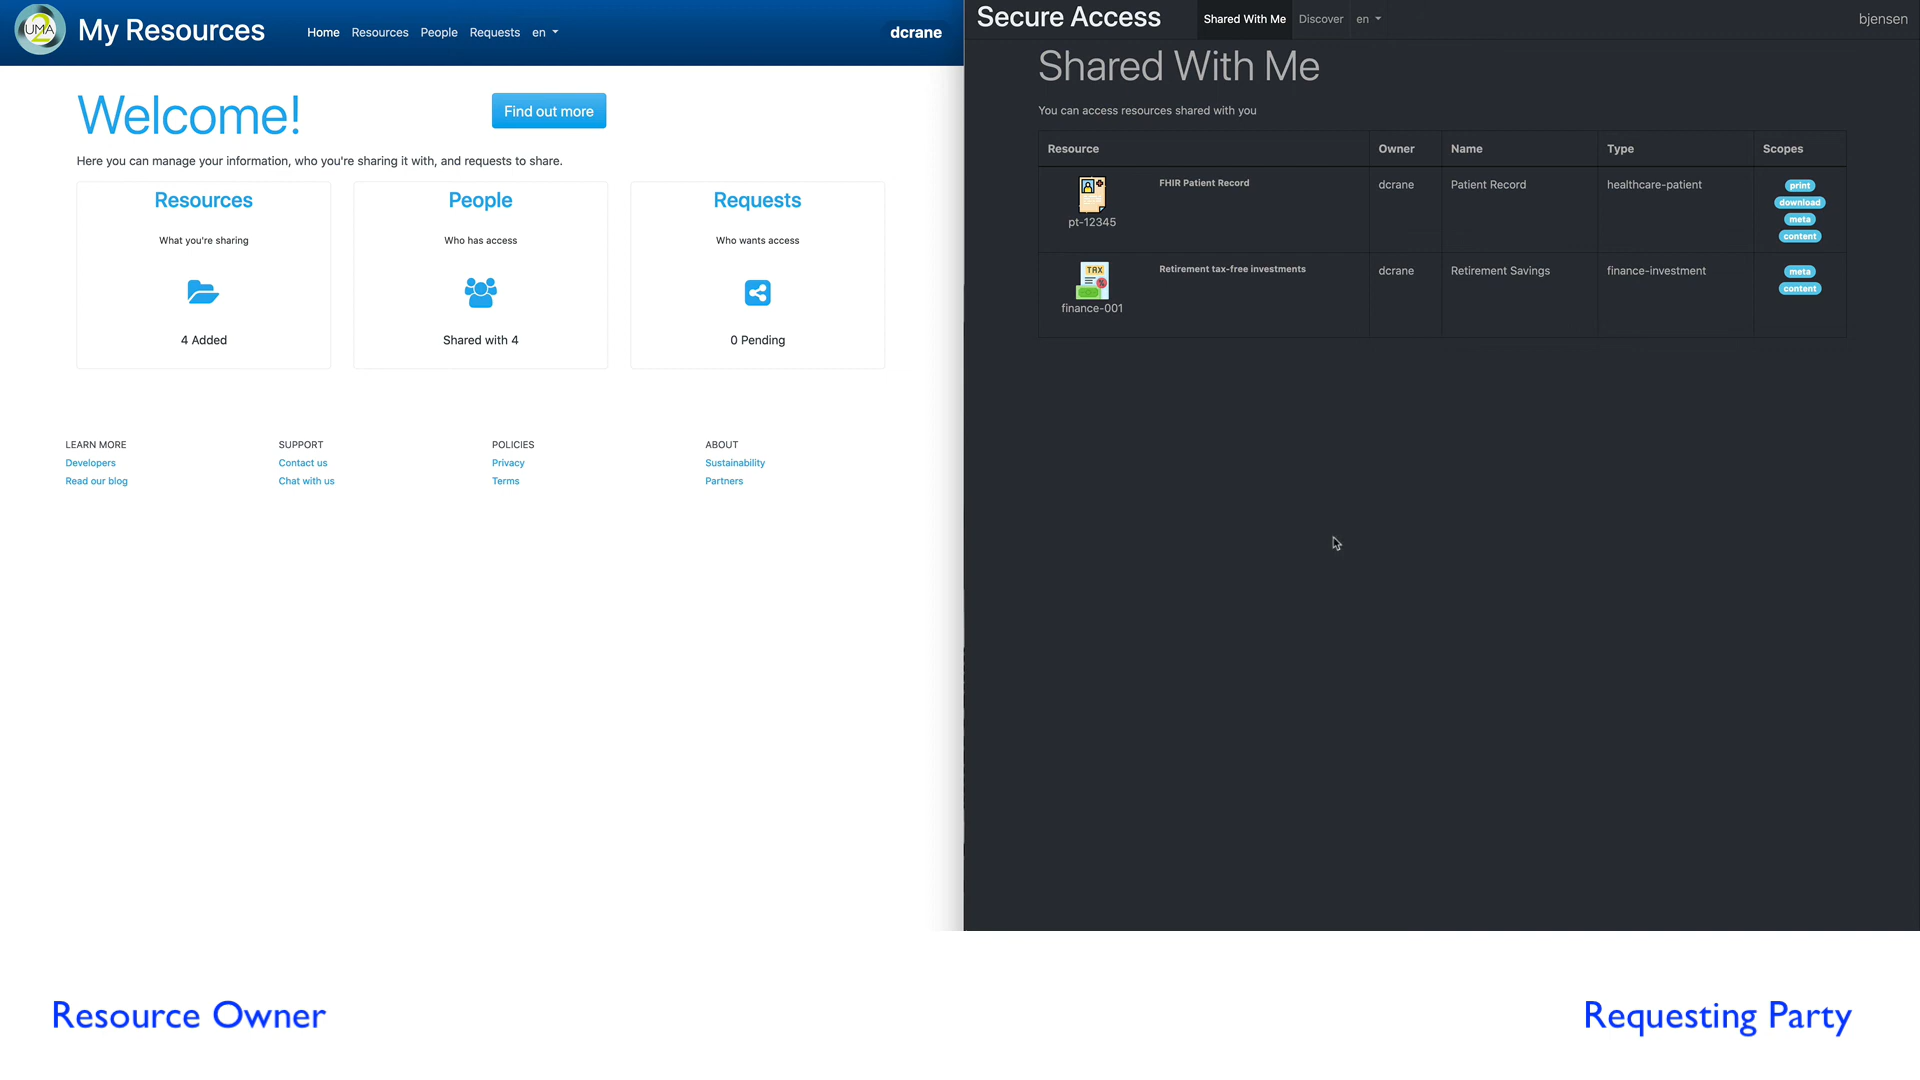 UMA
2
My Resources
Home Resources People Requests en
dcrane
Welcome!
Find out more
Here you can manage your information, who you're sharing it with, and requests to share.
Resources
What you're sharing
4 Added
People
Who has access
Shared with 4
Requests
Who wants access
0 Pending
LEARN MORE
Developers
Read our blog
SUPPORT
Contact us
Chat with us
POLICIES
Privacy
Terms
ABOUT
Sustainability
Partners
Secure Access
Shared With Me Discover en
bjensen
Shared With Me
You can access resources shared with you
Resource Owner Name Type Scopes
pt-12345
FHIR Patient Record
dcrane
Patient Record
healthcare-patient
print
download
meta
content
TAX
finance-001
Retirement tax-free investments
dcrane
Retirement Savings
finance-investment
meta
content
Resource Owner
Requesting Party